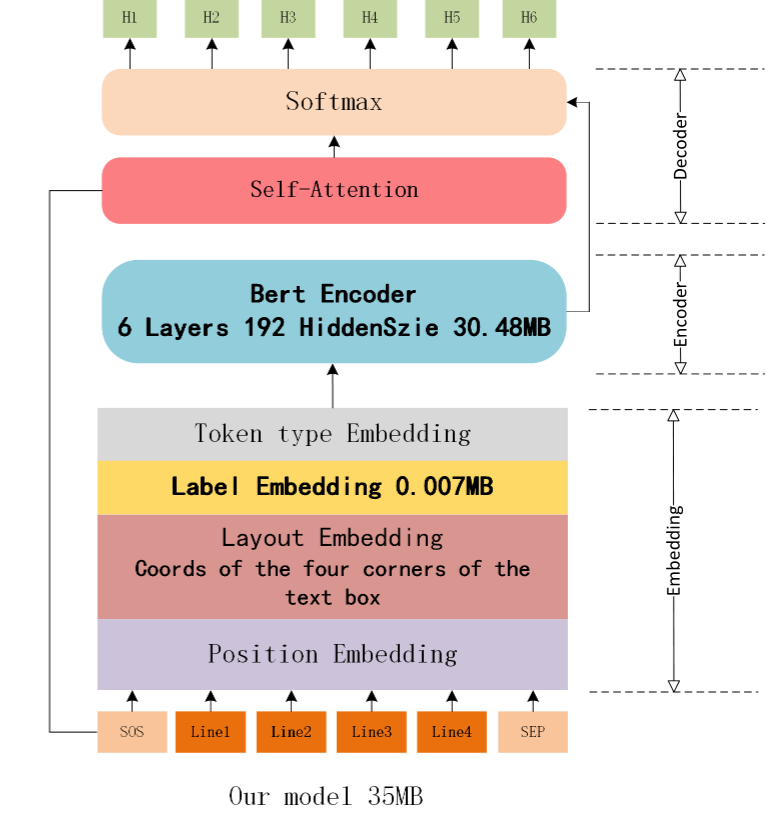 H1 H2 H3 H4 H5 H6
Softmax
Self-Attention
Decoder
Bert Encoder
6 Layers 192 HiddenSzie 30.48MB
Encoder
Token type Embedding
Label Embedding 0.007MB
Layout Embedding
Coords of the four corners of the
text box
Position Embedding
Embedding
SOS Line1 Line2 Line3 Line4 SEP
Our model 35MB